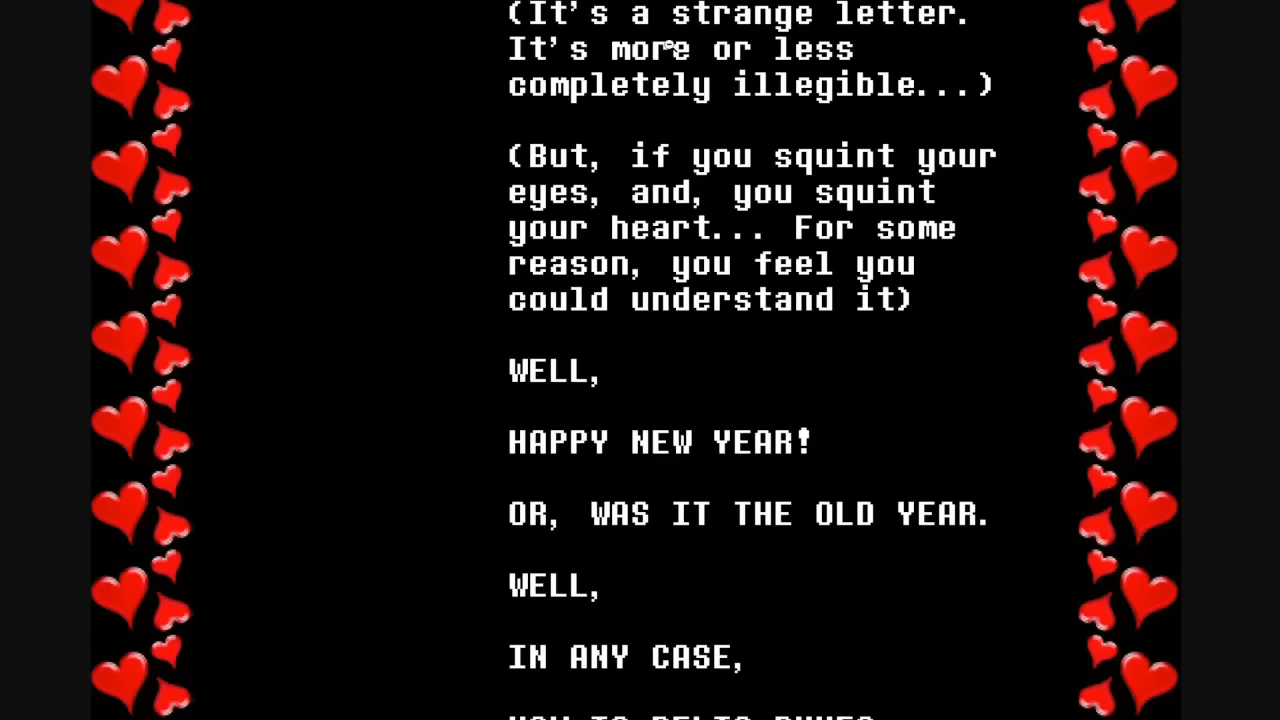 (It's a strange letter.
It's more or less
completely illegible...)
(But, if you squint your
eyes, and, you squint
your heart... For some
reason, you feel you
could understand it)
WELL,
HAPPY NEW YEAR!
OR, WAS IT THE OLD YEAR.
WELL,
IN ANY CASE,